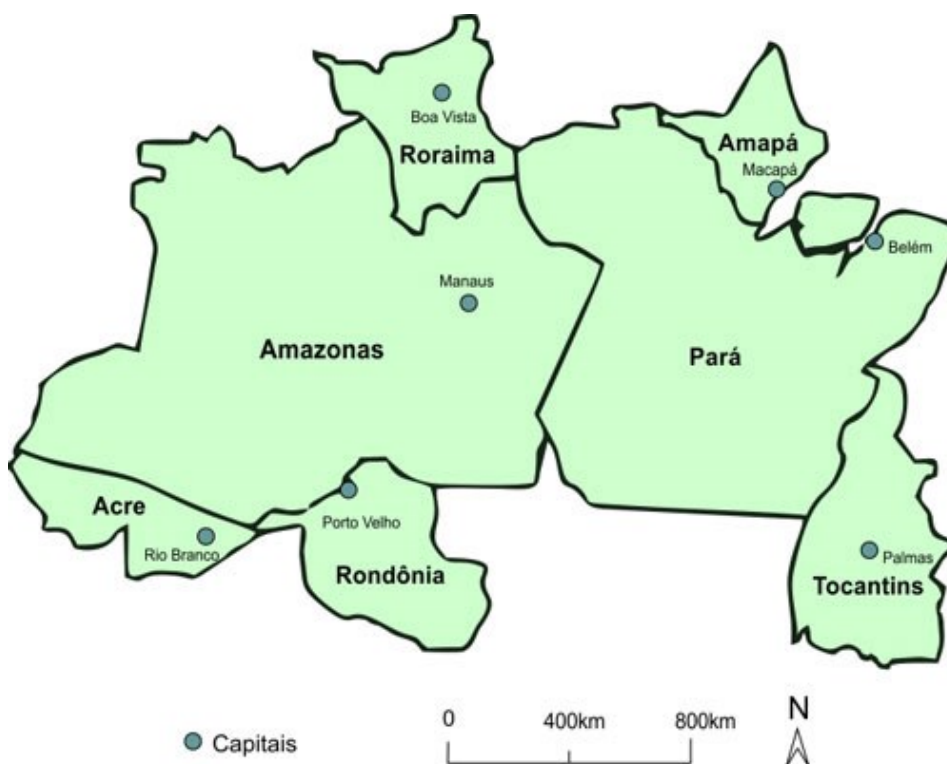 Boa Vista
Roraima
Amapá
Macapá
Belém
Manaus
Amazonas
Pará
Acre
Rio Branco
Porto Velho
Rondônia
Palmas
Tocantins
Capitais
0 400km 800km
N